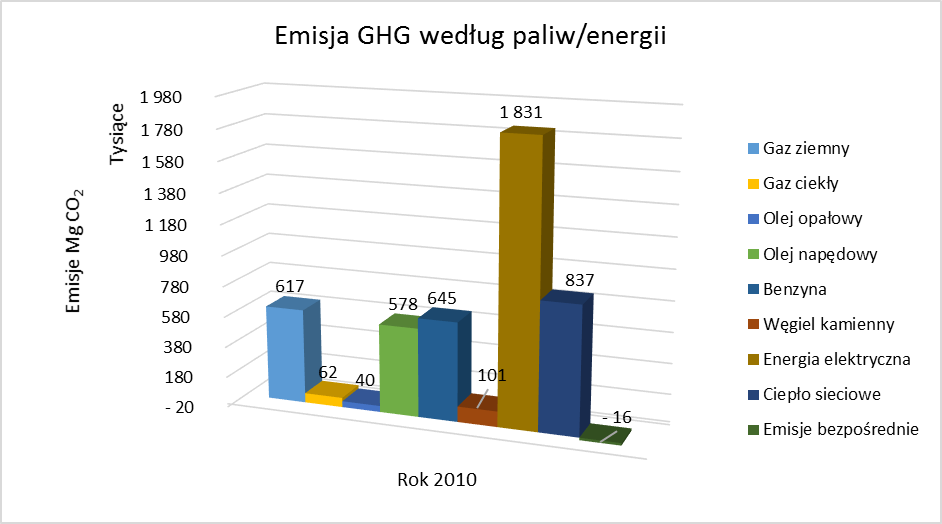 Emisja GHG według paliw/energii
Emisje Mg CO₂
Tysiące
1 980
1 780
1 580
1 380
1 180
980
780
580
380
180
- 20
617
62
40
578
645
101
1 831
837
- 16
Rok 2010
Gaz ziemny
Gaz ciekły
Olej opałowy
Olej napędowy
Benzyna
Węgiel kamienny
Energia elektryczna
Ciepło sieciowe
Emisje bezpośrednie